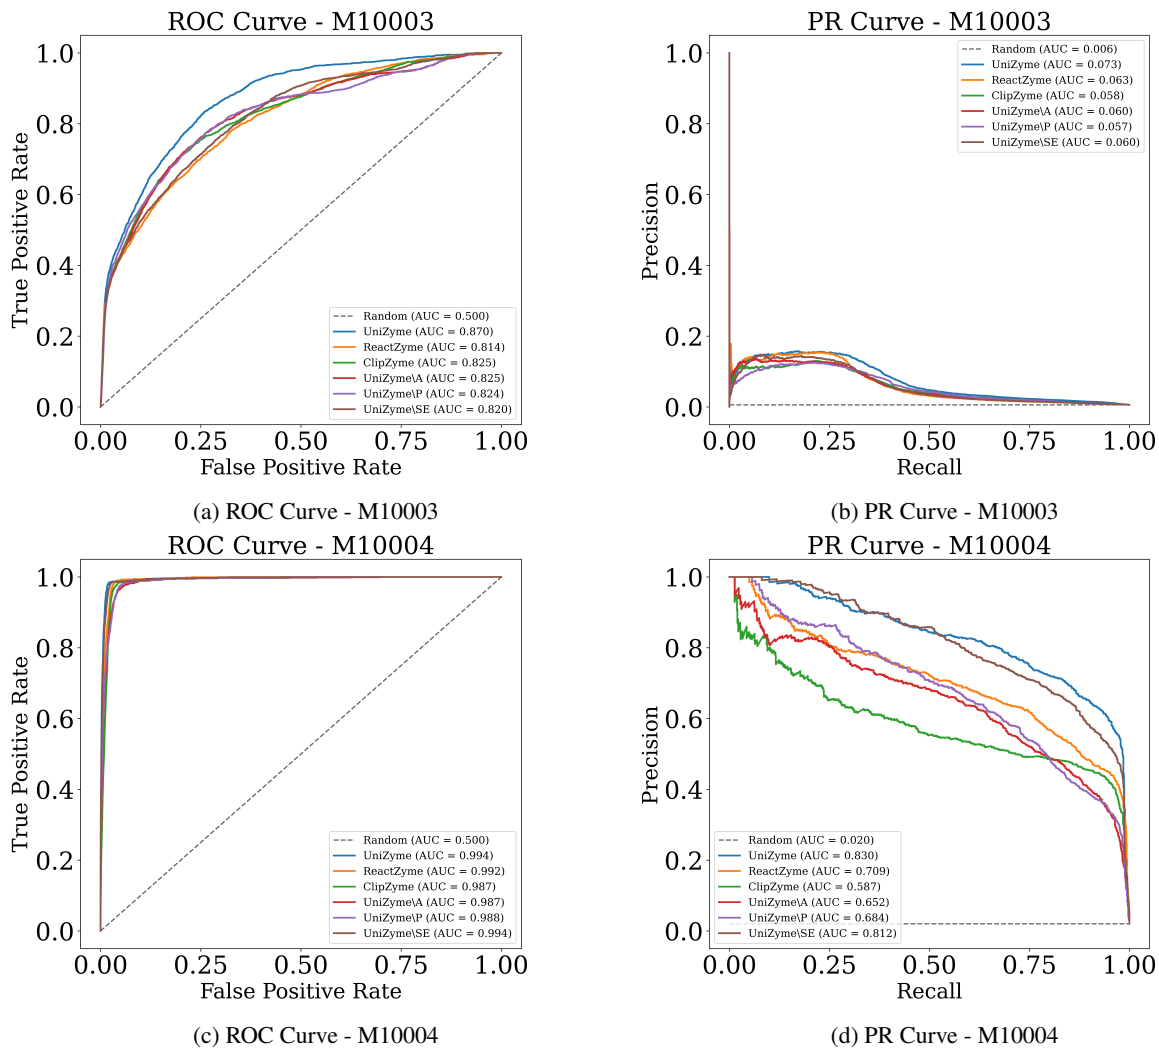 ROC Curve - M10003
True Positive Rate
1.0
0.8
0.6
0.4
0.2
0.0
Random (AUC = 0.500)
UniZyme (AUC = 0.870)
ReactZyme (AUC = 0.814)
ClipZyme (AUC = 0.825)
UniZyme\A (AUC = 0.825)
UniZyme\P (AUC = 0.824)
UniZyme\SE (AUC = 0.820)
0.00 0.25 0.50 0.75 1.00
False Positive Rate
(a) ROC Curve - M10003
PR Curve - M10003
Precision
1.0
0.8
0.6
0.4
0.2
0.0
Random (AUC = 0.006)
UniZyme (AUC = 0.073)
ReactZyme (AUC = 0.063)
ClipZyme (AUC = 0.058)
UniZyme\A (AUC = 0.060)
UniZyme\P (AUC = 0.057)
UniZyme\SE (AUC = 0.060)
0.00 0.25 0.50 0.75 1.00
Recall
(b) PR Curve - M10003
ROC Curve - M10004
True Positive Rate
1.0
0.8
0.6
0.4
0.2
0.0
Random (AUC = 0.500)
UniZyme (AUC = 0.994)
ReactZyme (AUC = 0.992)
ClipZyme (AUC = 0.987)
UniZyme\A (AUC = 0.987)
UniZyme\P (AUC = 0.988)
UniZyme\SE (AUC = 0.994)
0.00 0.25 0.50 0.75 1.00
False Positive Rate
(c) ROC Curve - M10004
PR Curve - M10004
Precision
1.0
0.8
0.6
0.4
0.2
0.0
Random (AUC = 0.020)
UniZyme (AUC = 0.830)
ReactZyme (AUC = 0.709)
ClipZyme (AUC = 0.587)
UniZyme\A (AUC = 0.652)
UniZyme\P (AUC = 0.684)
UniZyme\SE (AUC = 0.812)
0.00 0.25 0.50 0.75 1.00
Recall
(d) PR Curve - M10004